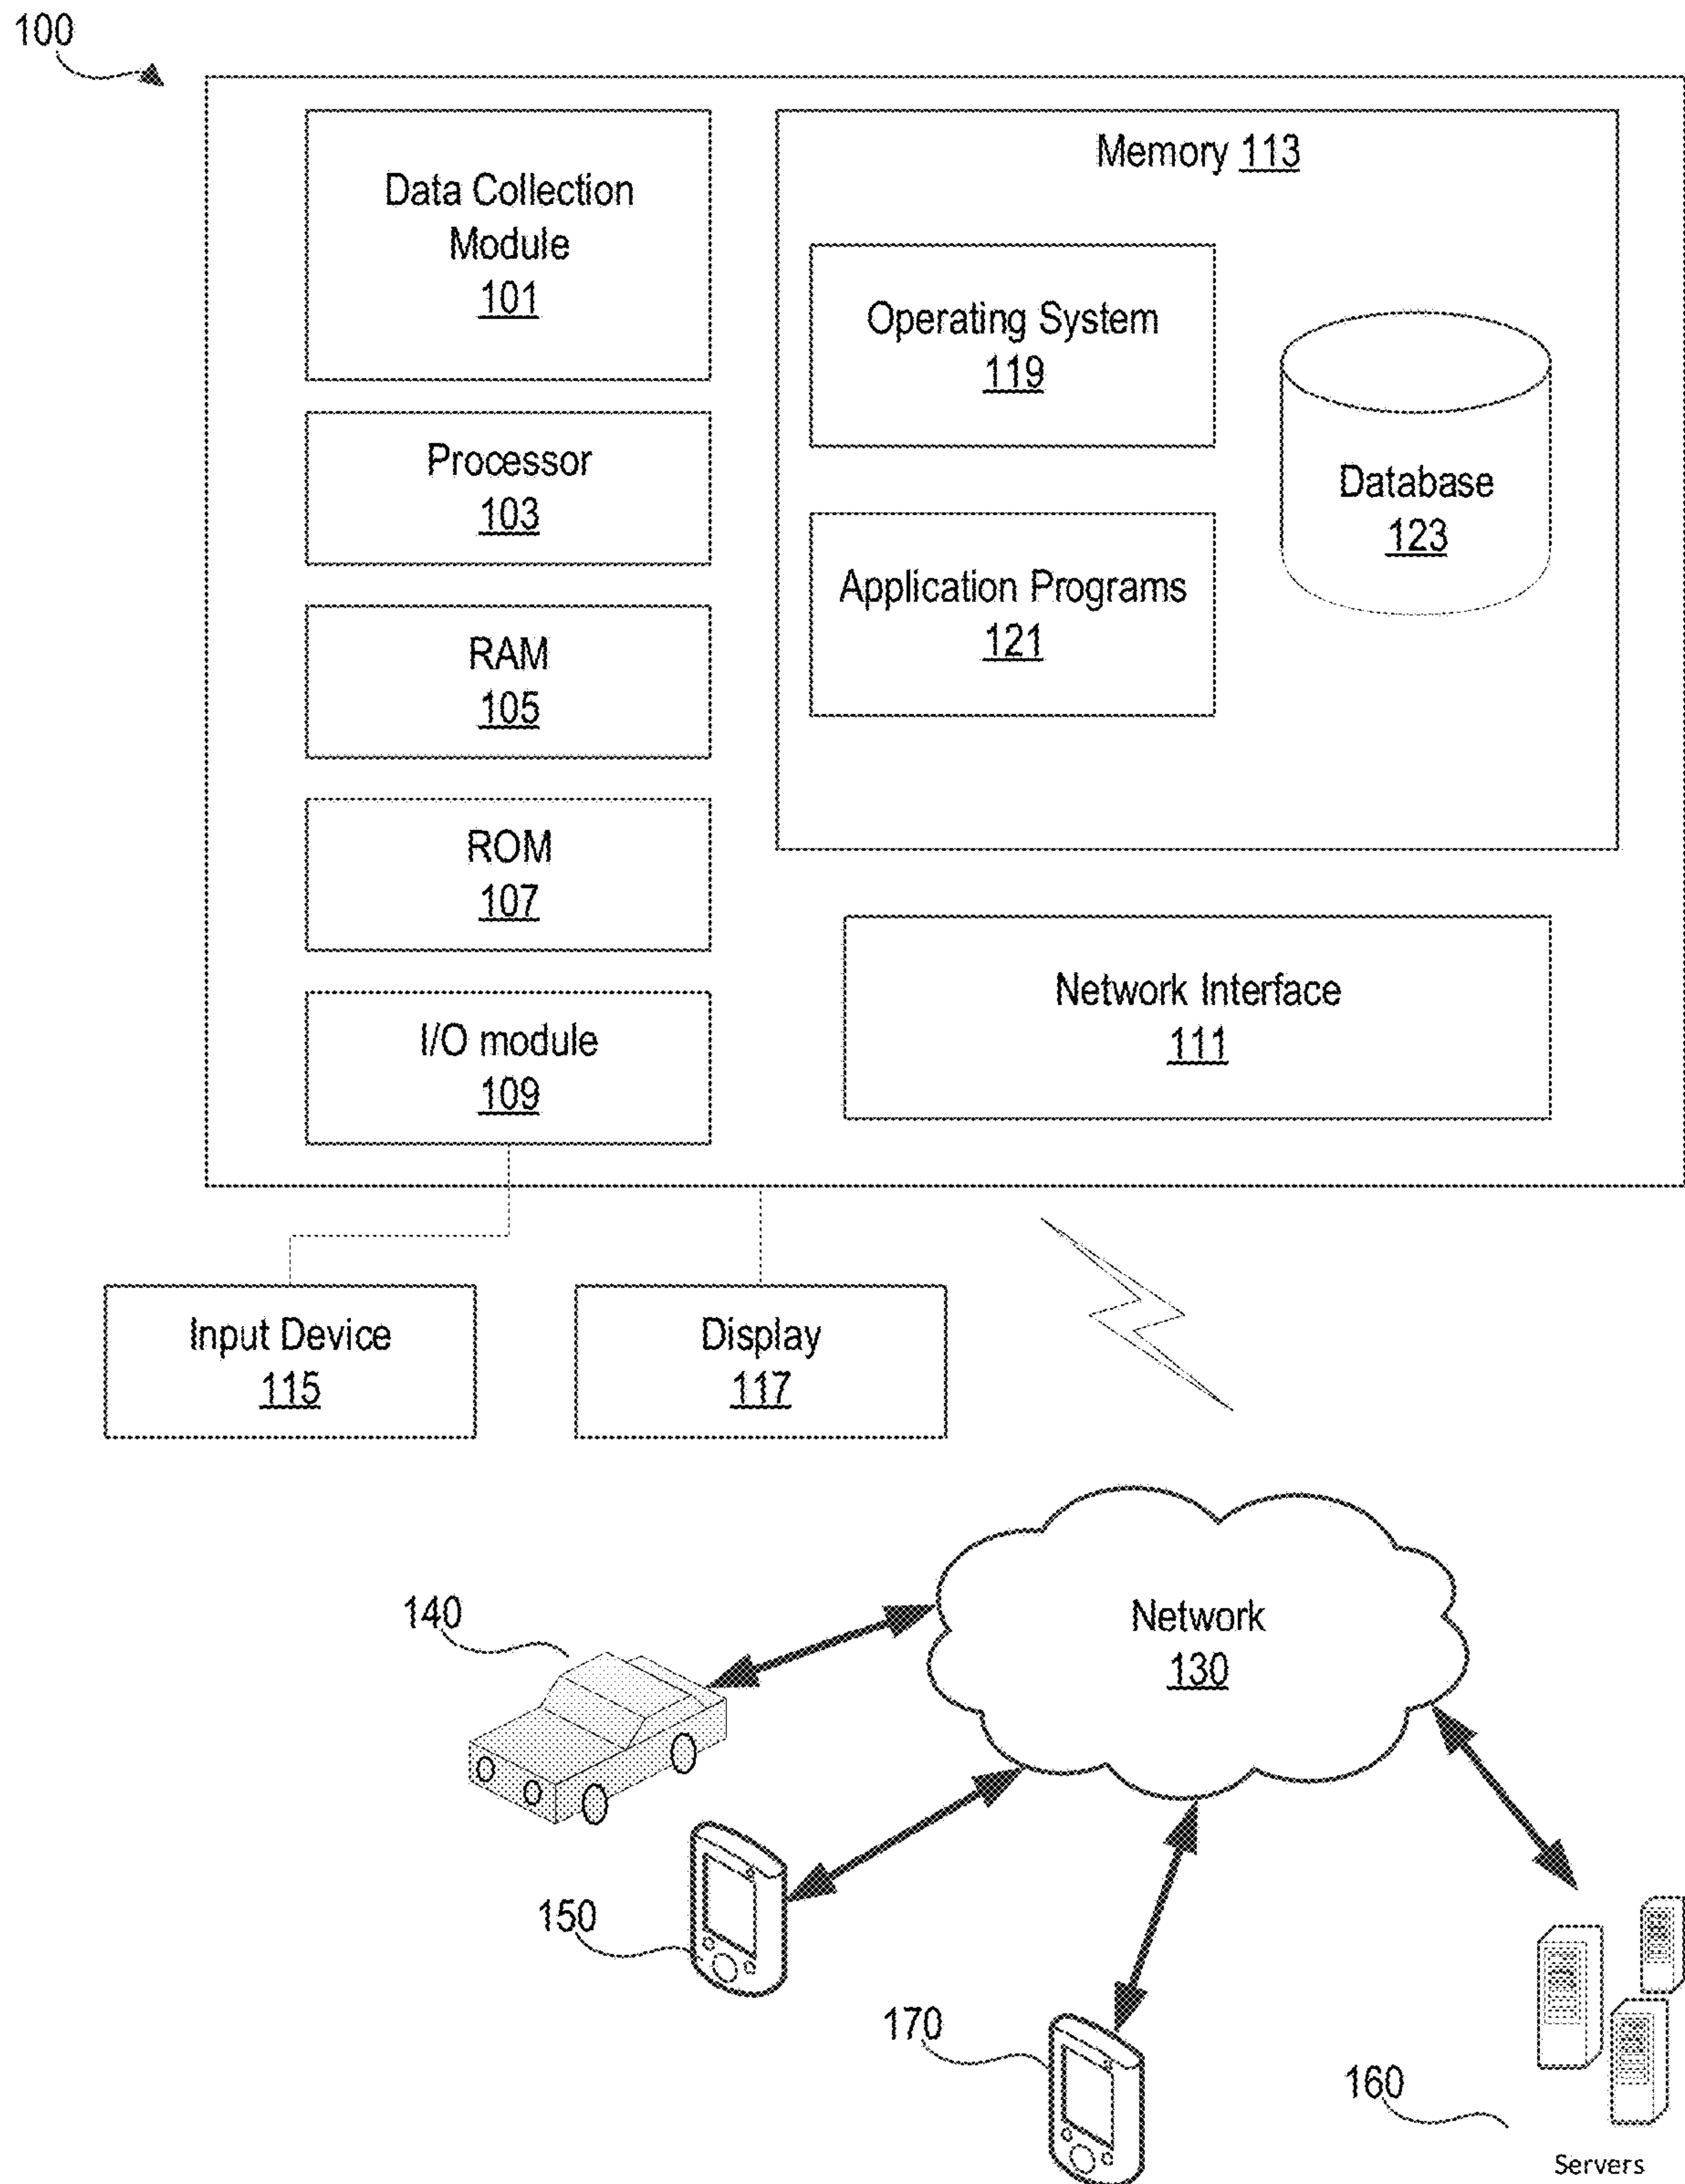 100
Data Collection
Module
101
Processor
103
RAM
105
ROM
107
I/O module
109
Memory 113
Operating System
119
Application Programs
121
Database
123
Network Interface
111
Input Device
115
Display
117
Network
130
140
150
170
160
Servers